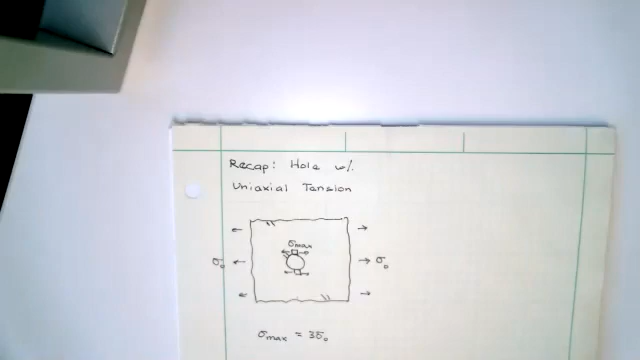 Recap: Hole w/.
Uniaxial Tension
σmax
σ₀ σ₀
σmax = 3σ₀